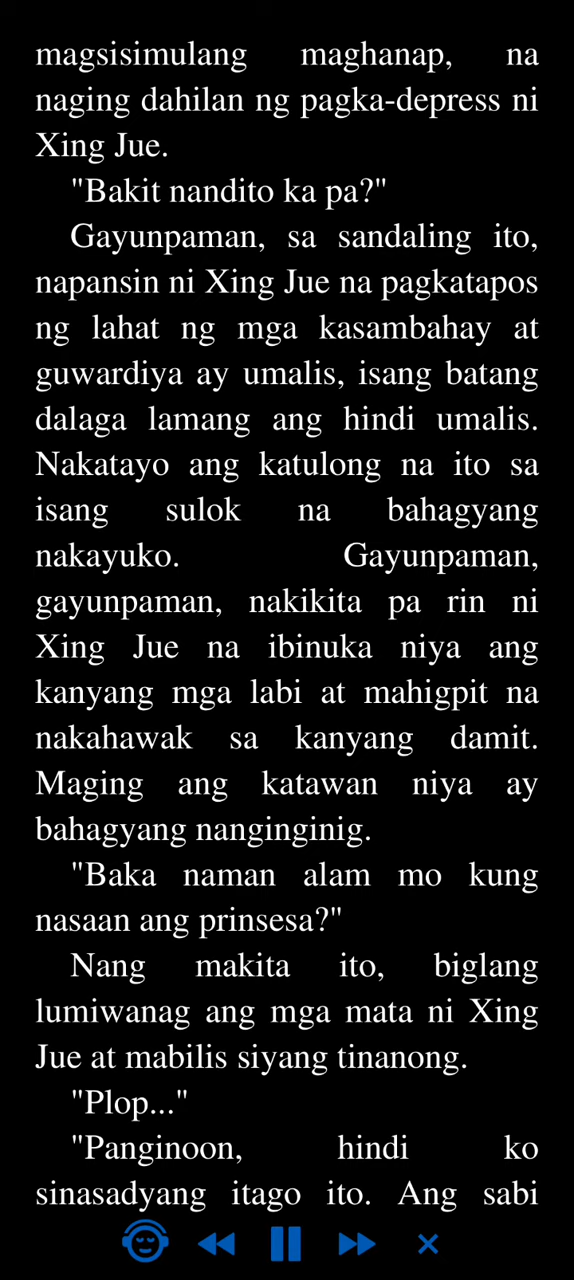 magsisimulang maghanap, na
naging dahilan ng pagka-depress ni
Xing Jue.
"Bakit nandito ka pa?"
Gayunpaman, sa sandaling ito,
napansin ni Xing Jue na pagkatapos
ng lahat ng mga kasambahay at
guwardiya ay umalis, isang batang
dalaga lamang ang hindi umalis.
Nakatayo ang katulong na ito sa
isang sulok na bahagyang
nakayuko. Gayunpaman,
gayunpaman, nakikita pa rin ni
Xing Jue na ibinuka niya ang
kanyang mga labi at mahigpit na
nakahawak sa kanyang damit.
Maging ang katawan niya ay
bahagyang nanginginig.
"Baka naman alam mo kung
nasaan ang prinsesa?"
Nang makita ito, biglang
lumiwanag ang mga mata ni Xing
Jue at mabilis siyang tinanong.
"Plop..."
"Panginoon, hindi ko
sinasadyang itago ito. Ang sabi